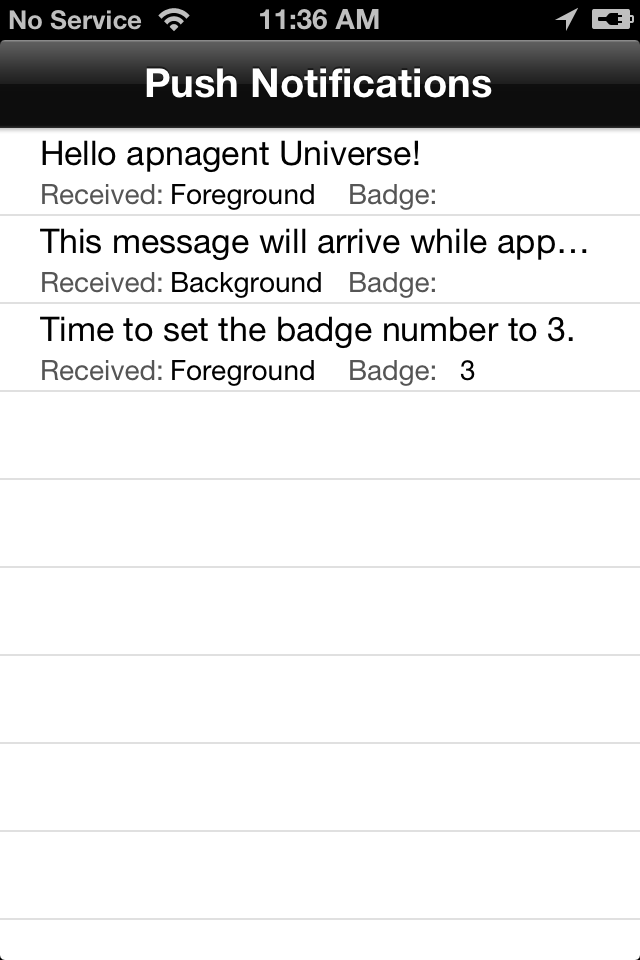 No Service 11:36 AM
Push Notifications
Hello apnagent Universe!
Received: Foreground Badge:
This message will arrive while app…
Received: Background Badge:
Time to set the badge number to 3.
Received: Foreground Badge: 3